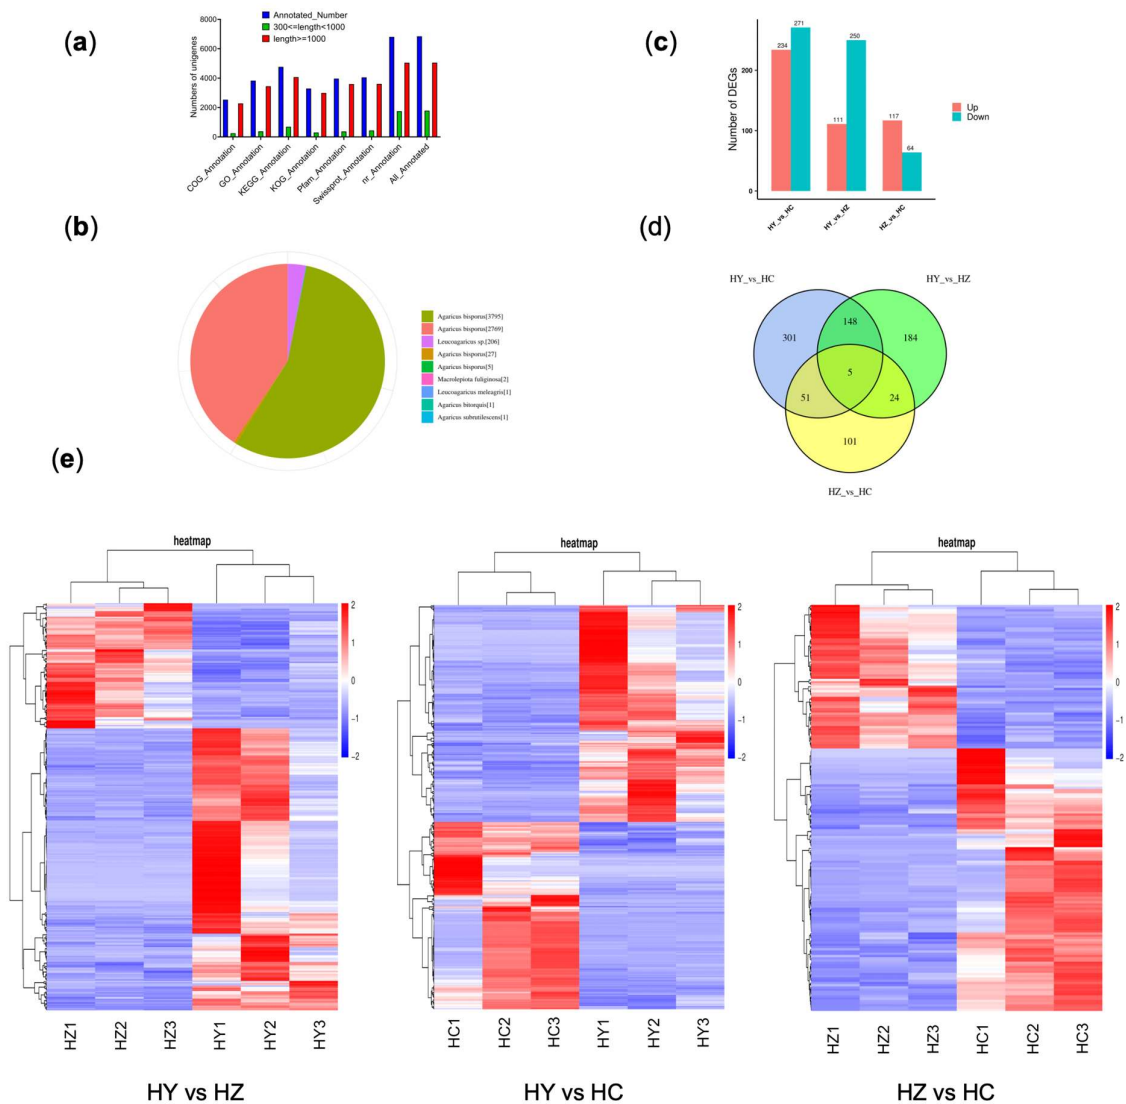 (a)
Annotated_Number
300<=length<1000
length>=1000
Numbers of unigenes
8000
6000
4000
2000
0
COG_Annotation
GO_Annotation
KEGG_Annotation
KOG_Annotation
Pfam_Annotation
Swissprot_Annotation
nr_Annotation
All_Annotated
(c)
Number of DEGs
200
100
0
234
271
111
250
117
64
HY_vs_HC
HY_vs_HZ
HZ_vs_HC
Up
Down
(b)
Agaricus bisporus[3795]
Agaricus bisporus[2769]
Leucoagaricus sp.[206]
Agaricus bisporus[27]
Agaricus bisporus[5]
Macrolepiota fuliginosa[2]
Leucoagaricus meleagris[1]
Agaricus bitorquis[1]
Agaricus subrutilescens[1]
(d)
HY_vs_HC
HY_vs_HZ
301
148
184
5
51
24
101
HZ_vs_HC
(e)
heatmap
2
1
0
−1
−2
HZ1
HZ2
HZ3
HY1
HY2
HY3
HY vs HZ
heatmap
2
1
0
−1
−2
HC1
HC2
HC3
HY1
HY2
HY3
HY vs HC
heatmap
2
1
0
−1
−2
HZ1
HZ2
HZ3
HC1
HC2
HC3
HZ vs HC